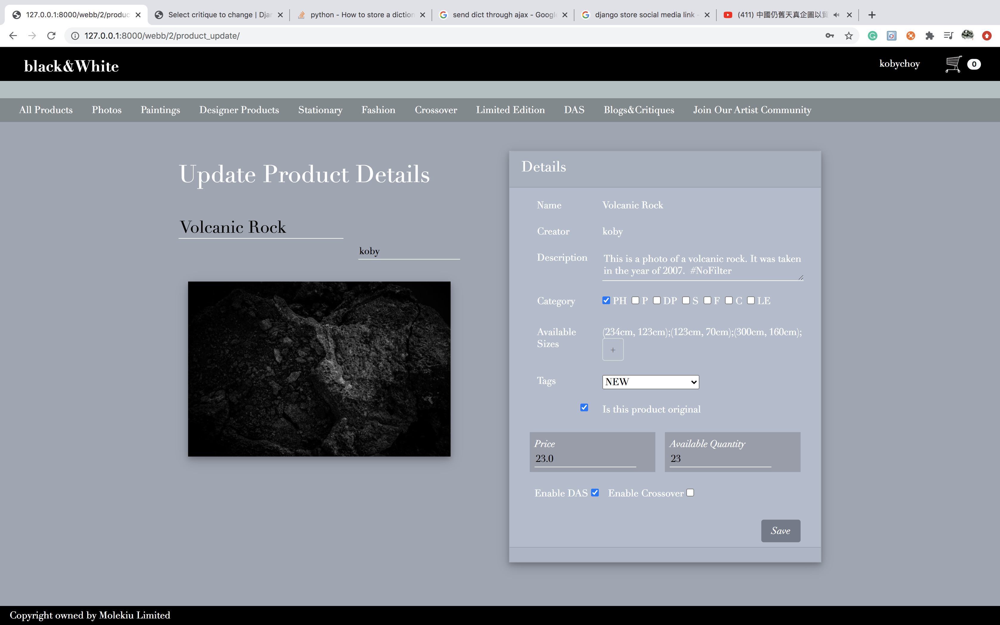 127.0.0.1:8000/webb/2/produc
Select critique to change | Djar
python - How to store a diction
send dict through ajax - Google
django store social media link -
(411) 中國仍舊天真企圖以貿
127.0.0.1:8000/webb/2/product_update/
black&White
kobychoy
0
All Products
Photos
Paintings
Designer Products
Stationary
Fashion
Crossover
Limited Edition
DAS
Blogs&Critiques
Join Our Artist Community
Update Product Details
Volcanic Rock
koby
Details
Name
Volcanic Rock
Creator
koby
Description
This is a photo of a volcanic rock. It was taken
in the year of 2007.  #NoFilter
Category
PH P DP S F C LE
Available
Sizes
(234cm, 123cm);(123cm, 70cm);(300cm, 160cm);
+
Tags
NEW
Is this product original
Price
23.0
Available Quantity
23
Enable DAS
Enable Crossover
Save
Copyright owned by Molekiu Limited